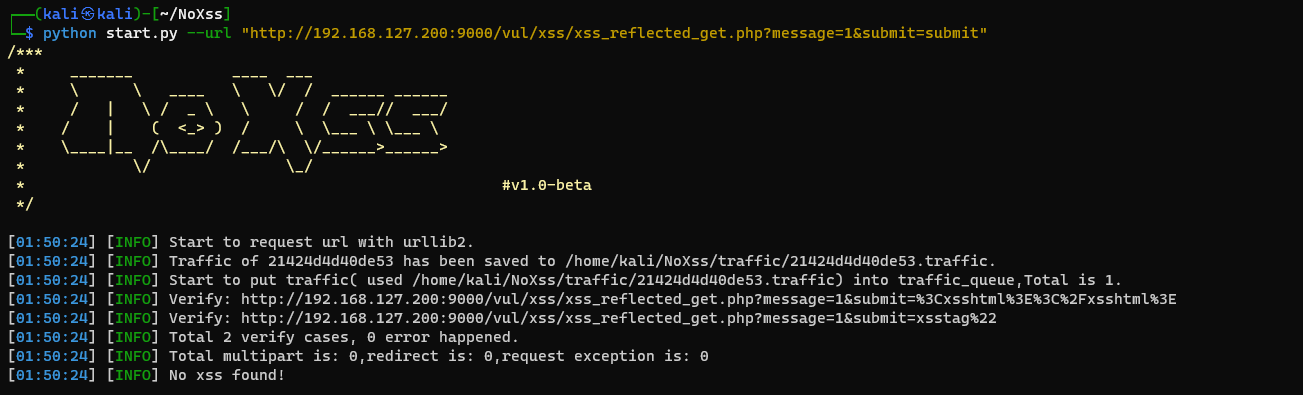 ┌──(kali㉿kali)-[~/NoXss]
└─$ python start.py --url "http://192.168.127.200:9000/vul/xss/xss_reflected_get.php?message=1&submit=submit"
/***
 *     _______           ____  ___
 *     \      \   ____   \   \/  /  ______ ______
 *     /   |   \ /  _ \   \     /  /  ___//  ___/
 *    /    |    (  <_> )  /     \  \___ \ \___ \
 *    \____|__  /\____/  /___/\  \/______>______>
 *            \/               \_/
 *                                                     #v1.0-beta
 */
[01:50:24] [INFO] Start to request url with urllib2.
[01:50:24] [INFO] Traffic of 21424d4d40de53 has been saved to /home/kali/NoXss/traffic/21424d4d40de53.traffic.
[01:50:24] [INFO] Start to put traffic( used /home/kali/NoXss/traffic/21424d4d40de53.traffic) into traffic_queue,Total is 1.
[01:50:24] [INFO] Verify: http://192.168.127.200:9000/vul/xss/xss_reflected_get.php?message=1&submit=%3Cxsshtml%3E%3C%2Fxsshtml%3E
[01:50:24] [INFO] Verify: http://192.168.127.200:9000/vul/xss/xss_reflected_get.php?message=1&submit=xsstag%22
[01:50:24] [INFO] Total 2 verify cases, 0 error happened.
[01:50:24] [INFO] Total multipart is: 0,redirect is: 0,request exception is: 0
[01:50:24] [INFO] No xss found!